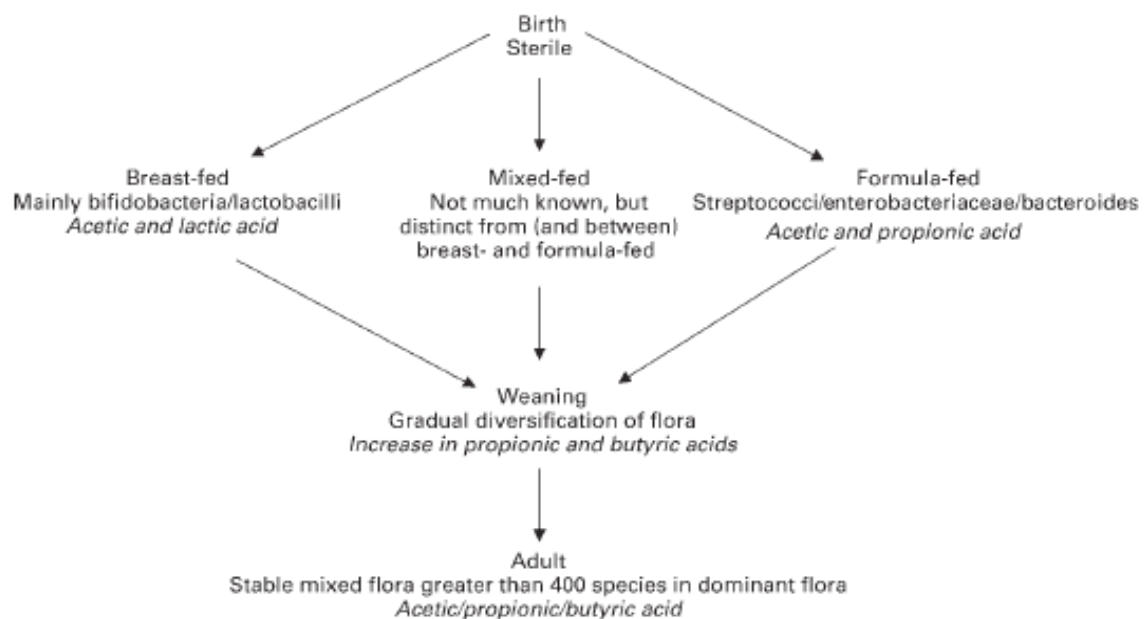 Birth
Sterile
Breast-fed
Mainly bifidobacteria/lactobacilli
Acetic and lactic acid
Mixed-fed
Not much known, but
distinct from (and between)
breast- and formula-fed
Formula-fed
Streptococci/enterobacteriaceae/bacteroides
Acetic and propionic acid
Weaning
Gradual diversification of flora
Increase in propionic and butyric acids
Adult
Stable mixed flora greater than 400 species in dominant flora
Acetic/propionic/butyric acid